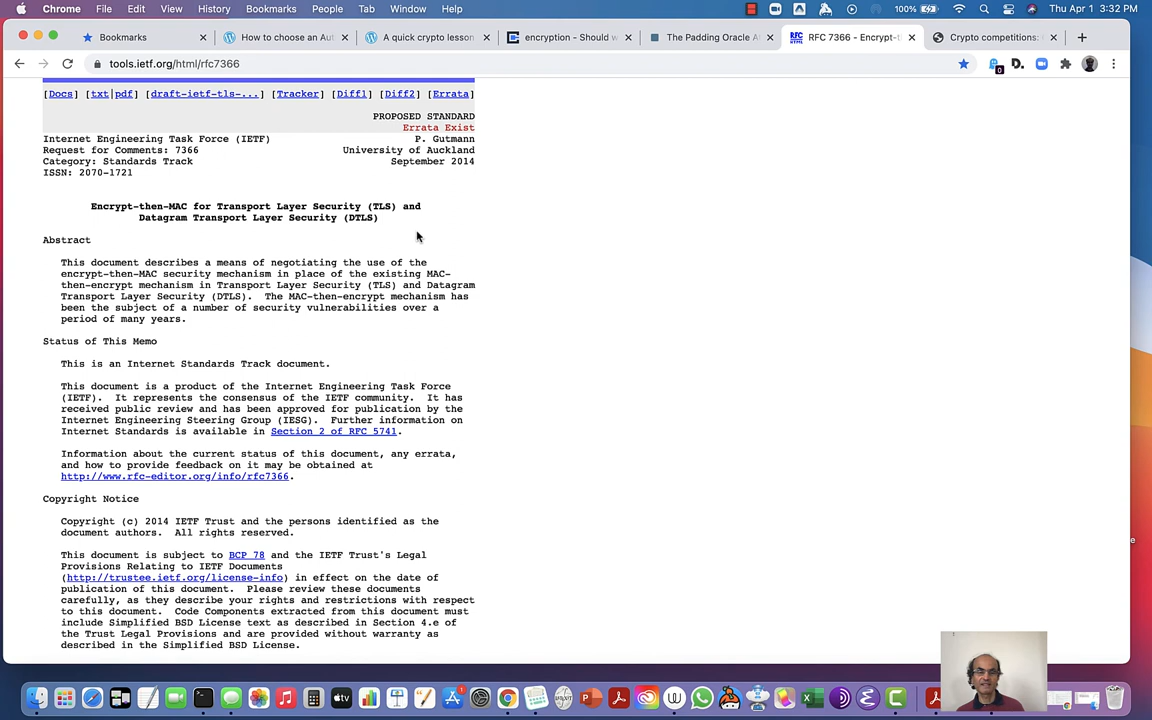 Chrome File Edit View History Bookmarks People Tab Window Help 100% Thu Apr 1 3:32 PM
Bookmarks × How to choose an Aut × A quick crypto lesson × encryption - Should w × The Padding Oracle A × RFC 7366 - Encrypt-t × Crypto competitions: × +
tools.ietf.org/html/rfc7366
[Docs] [txt|pdf] [draft-ietf-tls-...] [Tracker] [Diff1] [Diff2] [Errata]
PROPOSED STANDARD
Errata Exist
Internet Engineering Task Force (IETF) P. Gutmann
Request for Comments: 7366 University of Auckland
Category: Standards Track September 2014
ISSN: 2070-1721
Encrypt-then-MAC for Transport Layer Security (TLS) and
Datagram Transport Layer Security (DTLS)
Abstract
This document describes a means of negotiating the use of the
encrypt-then-MAC security mechanism in place of the existing MAC-
then-encrypt mechanism in Transport Layer Security (TLS) and Datagram
Transport Layer Security (DTLS). The MAC-then-encrypt mechanism has
been the subject of a number of security vulnerabilities over a
period of many years.
Status of This Memo
This is an Internet Standards Track document.
This document is a product of the Internet Engineering Task Force
(IETF). It represents the consensus of the IETF community. It has
received public review and has been approved for publication by the
Internet Engineering Steering Group (IESG). Further information on
Internet Standards is available in Section 2 of RFC 5741.
Information about the current status of this document, any errata,
and how to provide feedback on it may be obtained at
http://www.rfc-editor.org/info/rfc7366.
Copyright Notice
Copyright (c) 2014 IETF Trust and the persons identified as the
document authors. All rights reserved.
This document is subject to BCP 78 and the IETF Trust's Legal
Provisions Relating to IETF Documents
(http://trustee.ietf.org/license-info) in effect on the date of
publication of this document. Please review these documents
carefully, as they describe your rights and restrictions with respect
to this document. Code Components extracted from this document must
include Simplified BSD License text as described in Section 4.e of
the Trust Legal Provisions and are provided without warranty as
described in the Simplified BSD License.